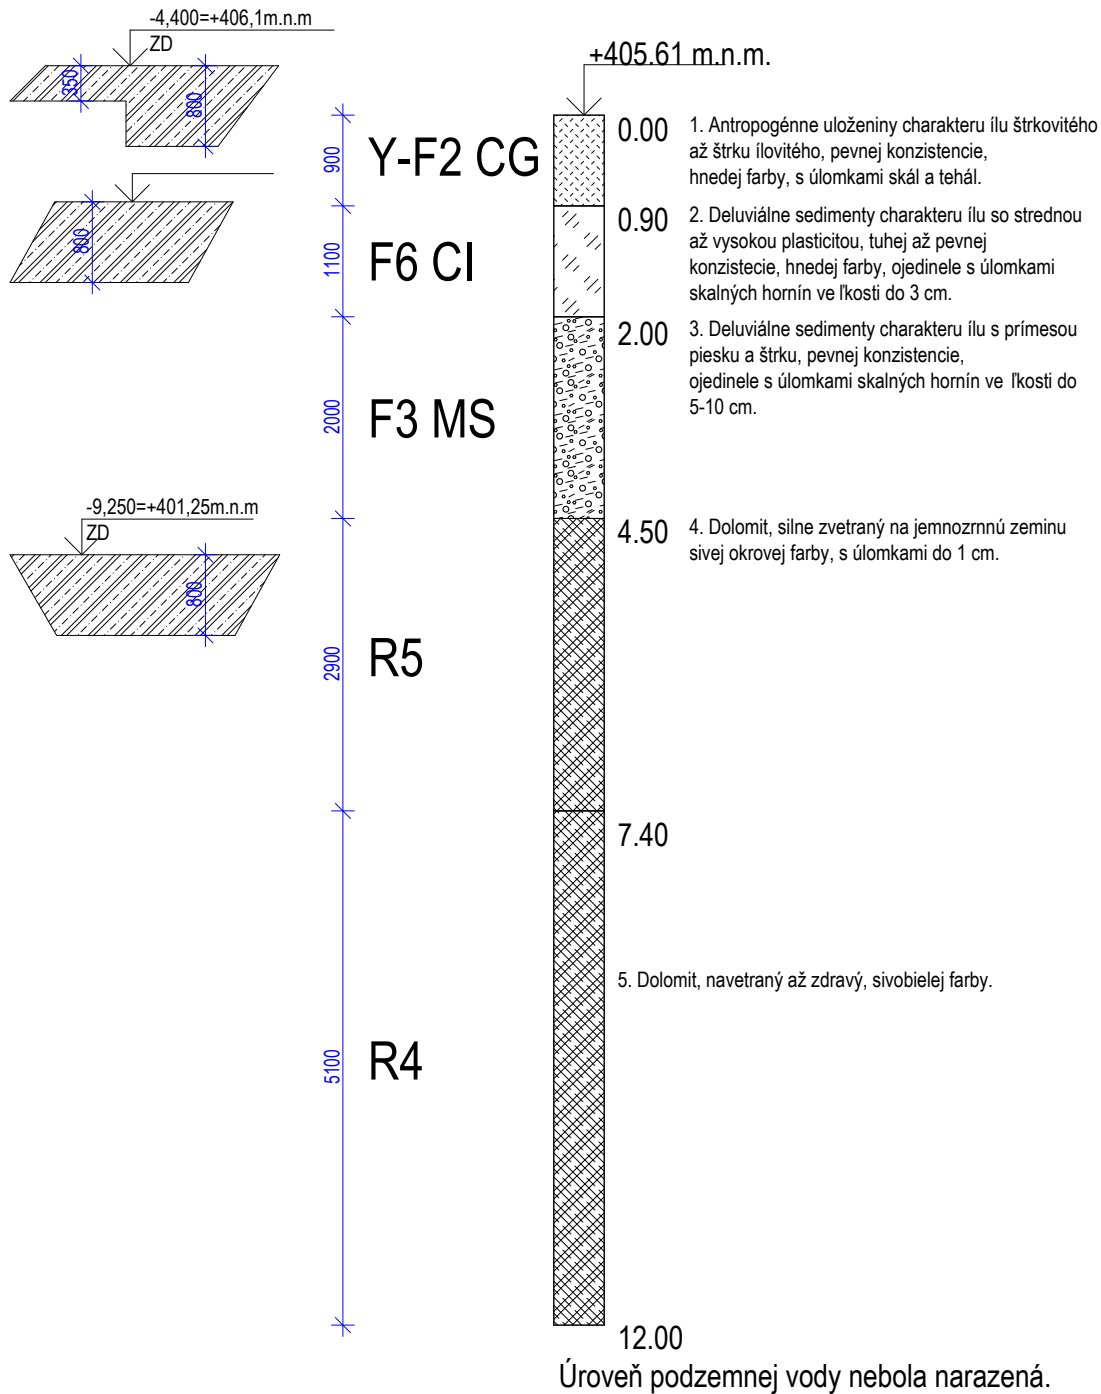 -4,400=+406,1m.n.m
ZD
350
800
800
-9,250=+401,25m.n.m
ZD
800
900
1100
2000
2900
5100
Y-F2 CG
F6 CI
F3 MS
R5
R4
+405.61 m.n.m.
0.00
1. Antropogénne uloženiny charakteru ílu štrkovitého
až štrku ílovitého, pevnej konzistencie,
hnedej farby, s úlomkami skál a tehál.
0.90
2. Deluviálne sedimenty charakteru ílu so strednou
až vysokou plasticitou, tuhej až pevnej
konzistecie, hnedej farby, ojedinele s úlomkami
skalných hornín ve ľkosti do 3 cm.
2.00
3. Deluviálne sedimenty charakteru ílu s prímesou
piesku a štrku, pevnej konzistencie,
ojedinele s úlomkami skalných hornín ve ľkosti do
5-10 cm.
4.50
4. Dolomit, silne zvetraný na jemnozrnnú zeminu
sivej okrovej farby, s úlomkami do 1 cm.
7.40
5. Dolomit, navetraný až zdravý, sivobielej farby.
12.00
Úroveň podzemnej vody nebola narazená.